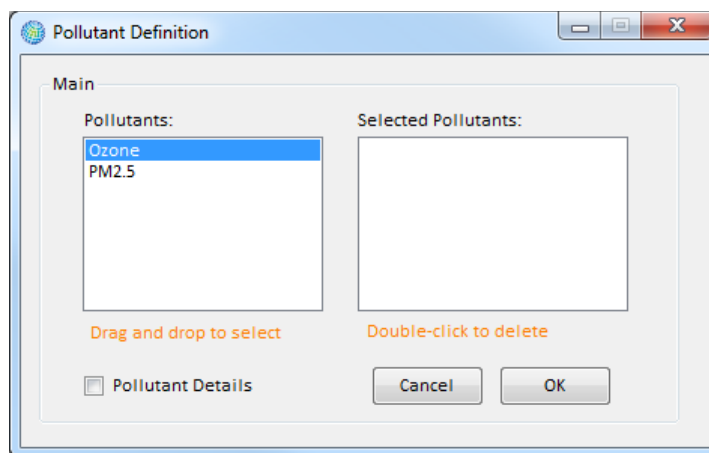 Pollutant Definition
Main
Pollutants:
Selected Pollutants:
Ozone
PM2.5
Drag and drop to select
Double-click to delete
Pollutant Details
Cancel
OK